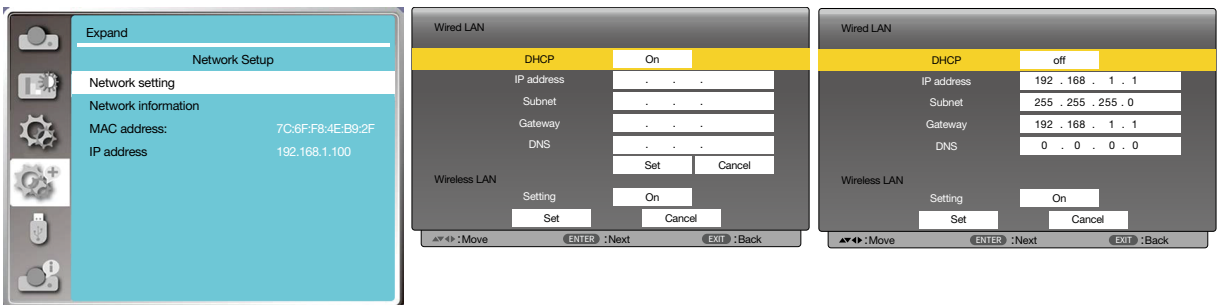 Expand
Network Setup
Network setting
Network information
MAC address: 7C:6F:F8:4E:B9:2F
IP address 192.168.1.100
Wired LAN
DHCP On
IP address . . .
Subnet . . .
Gateway . . .
DNS . . .
Set Cancel
Wireless LAN
Setting On
Set Cancel
▲▼◀▶ :Move ENTER :Next EXIT :Back
Wired LAN
DHCP off
IP address 192 . 168 . 1 . 1
Subnet 255 . 255 . 255 . 0
Gateway 192 . 168 . 1 . 1
DNS 0 . 0 . 0 . 0
Wireless LAN
Setting On
Set Cancel
▲▼◀▶ :Move ENTER :Next EXIT :Back